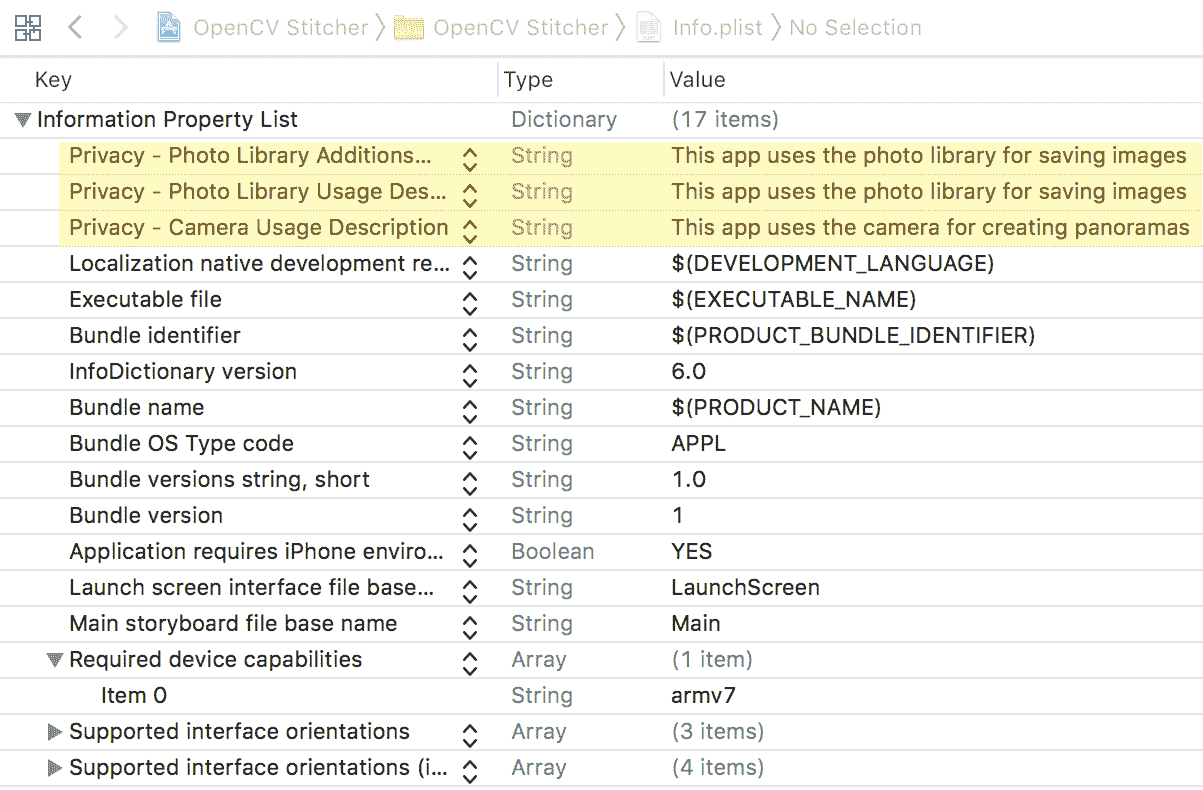 OpenCV Stitcher OpenCV Stitcher Info.plist No Selection
Key Type Value
Information Property List Dictionary (17 items)
Privacy - Photo Library Additions... String This app uses the photo library for saving images
Privacy - Photo Library Usage Des... String This app uses the photo library for saving images
Privacy - Camera Usage Description String This app uses the camera for creating panoramas
Localization native development re... String $(DEVELOPMENT_LANGUAGE)
Executable file String $(EXECUTABLE_NAME)
Bundle identifier String $(PRODUCT_BUNDLE_IDENTIFIER)
InfoDictionary version String 6.0
Bundle name String $(PRODUCT_NAME)
Bundle OS Type code String APPL
Bundle versions string, short String 1.0
Bundle version String 1
Application requires iPhone enviro... Boolean YES
Launch screen interface file base... String LaunchScreen
Main storyboard file base name String Main
Required device capabilities Array (1 item)
Item 0 String armv7
Supported interface orientations Array (3 items)
Supported interface orientations (i... Array (4 items)